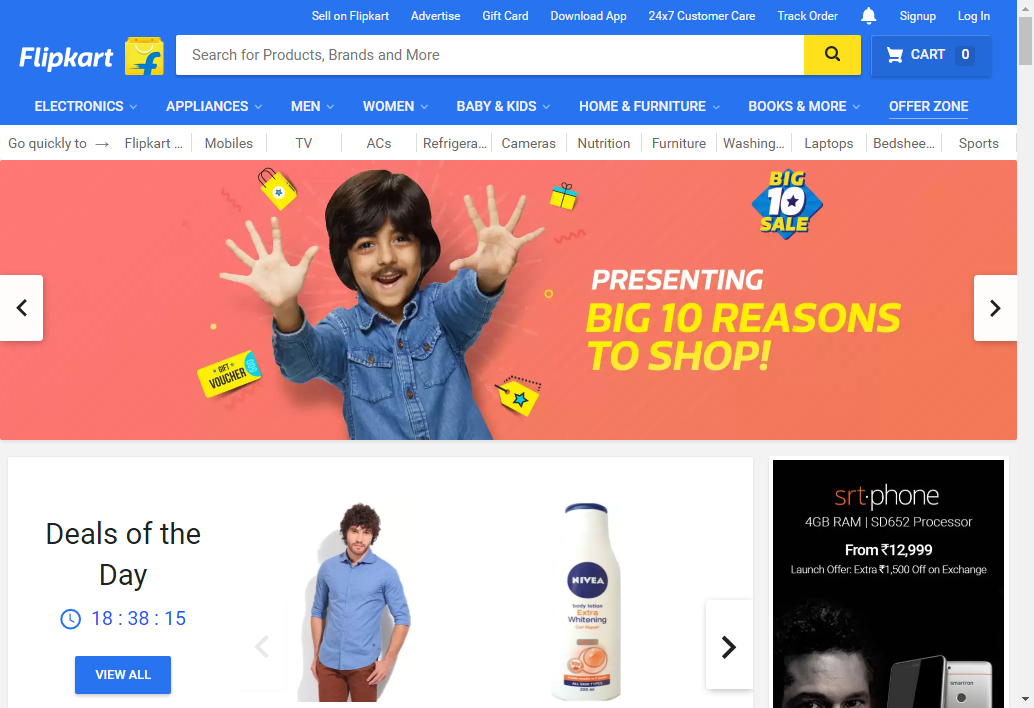 Sell on Flipkart Advertise Gift Card Download App 24x7 Customer Care Track Order Signup Log In
Flipkart
Search for Products, Brands and More
CART 0
ELECTRONICS APPLIANCES MEN WOMEN BABY & KIDS HOME & FURNITURE BOOKS & MORE OFFER ZONE
Go quickly to → Flipkart ... Mobiles TV ACs Refrigera... Cameras Nutrition Furniture Washing... Laptops Bedshee... Sports
BIG
10
SALE
PRESENTING
BIG 10 REASONS
TO SHOP!
GIFT
VOUCHER
Deals of the
Day
18 : 38 : 15
VIEW ALL
NIVEA
body lotion
Extra
Whitening
srt·phone
4GB RAM | SD652 Processor
From ₹12,999
Launch Offer: Extra ₹1,500 Off on Exchange
smartron